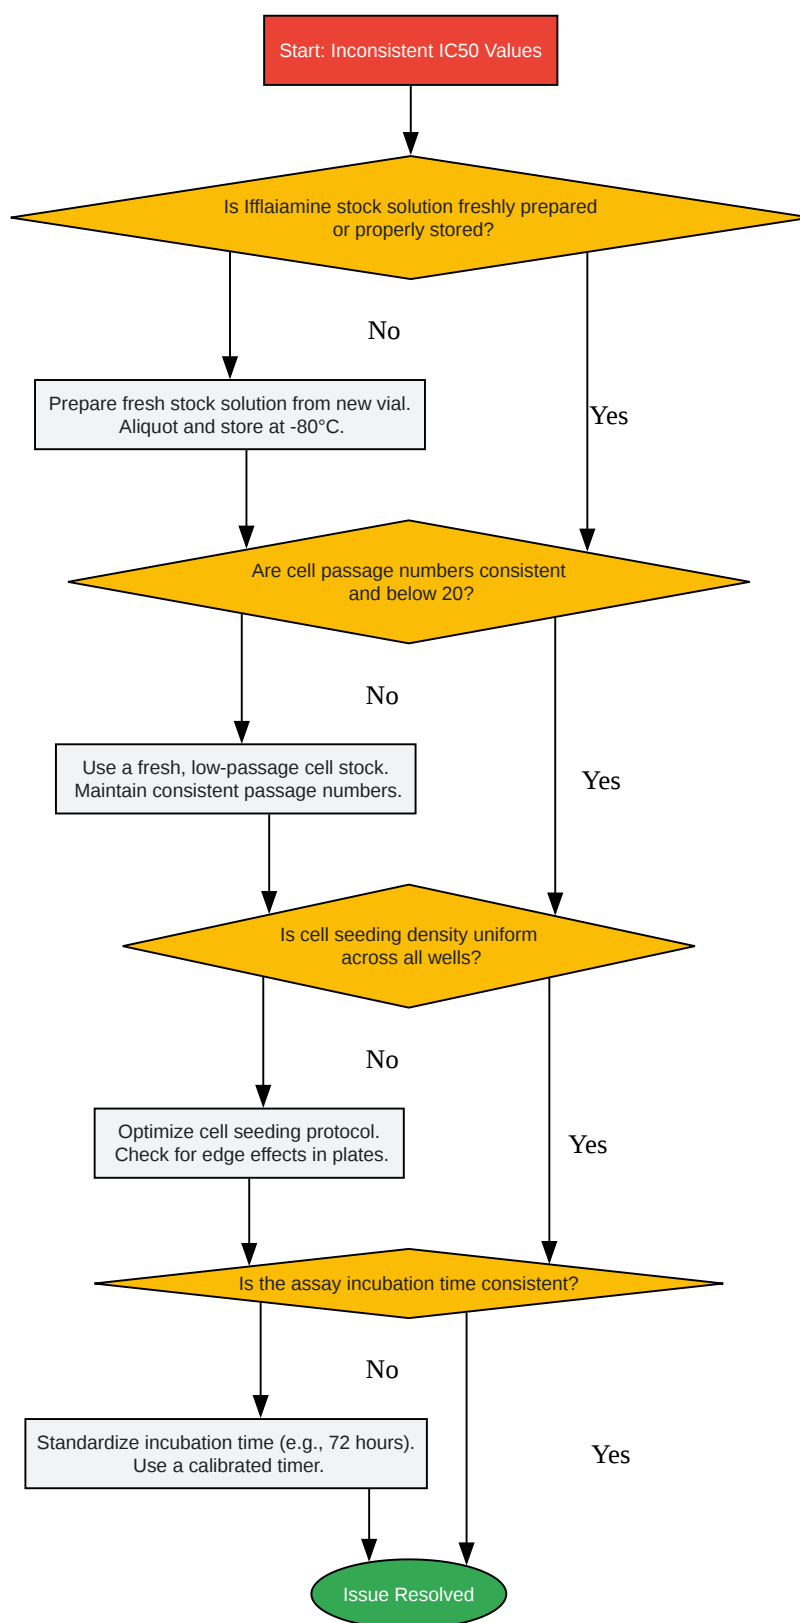 Start: Inconsistent IC50 Values
Is Ifflaiamine stock solution freshly prepared
or properly stored?
No
Prepare fresh stock solution from new vial.
Aliquot and store at -80°C.
Yes
Are cell passage numbers consistent
and below 20?
No
Use a fresh, low-passage cell stock.
Maintain consistent passage numbers.
Yes
Is cell seeding density uniform
across all wells?
No
Optimize cell seeding protocol.
Check for edge effects in plates.
Yes
Is the assay incubation time consistent?
No
Standardize incubation time (e.g., 72 hours).
Use a calibrated timer.
Yes
Issue Resolved